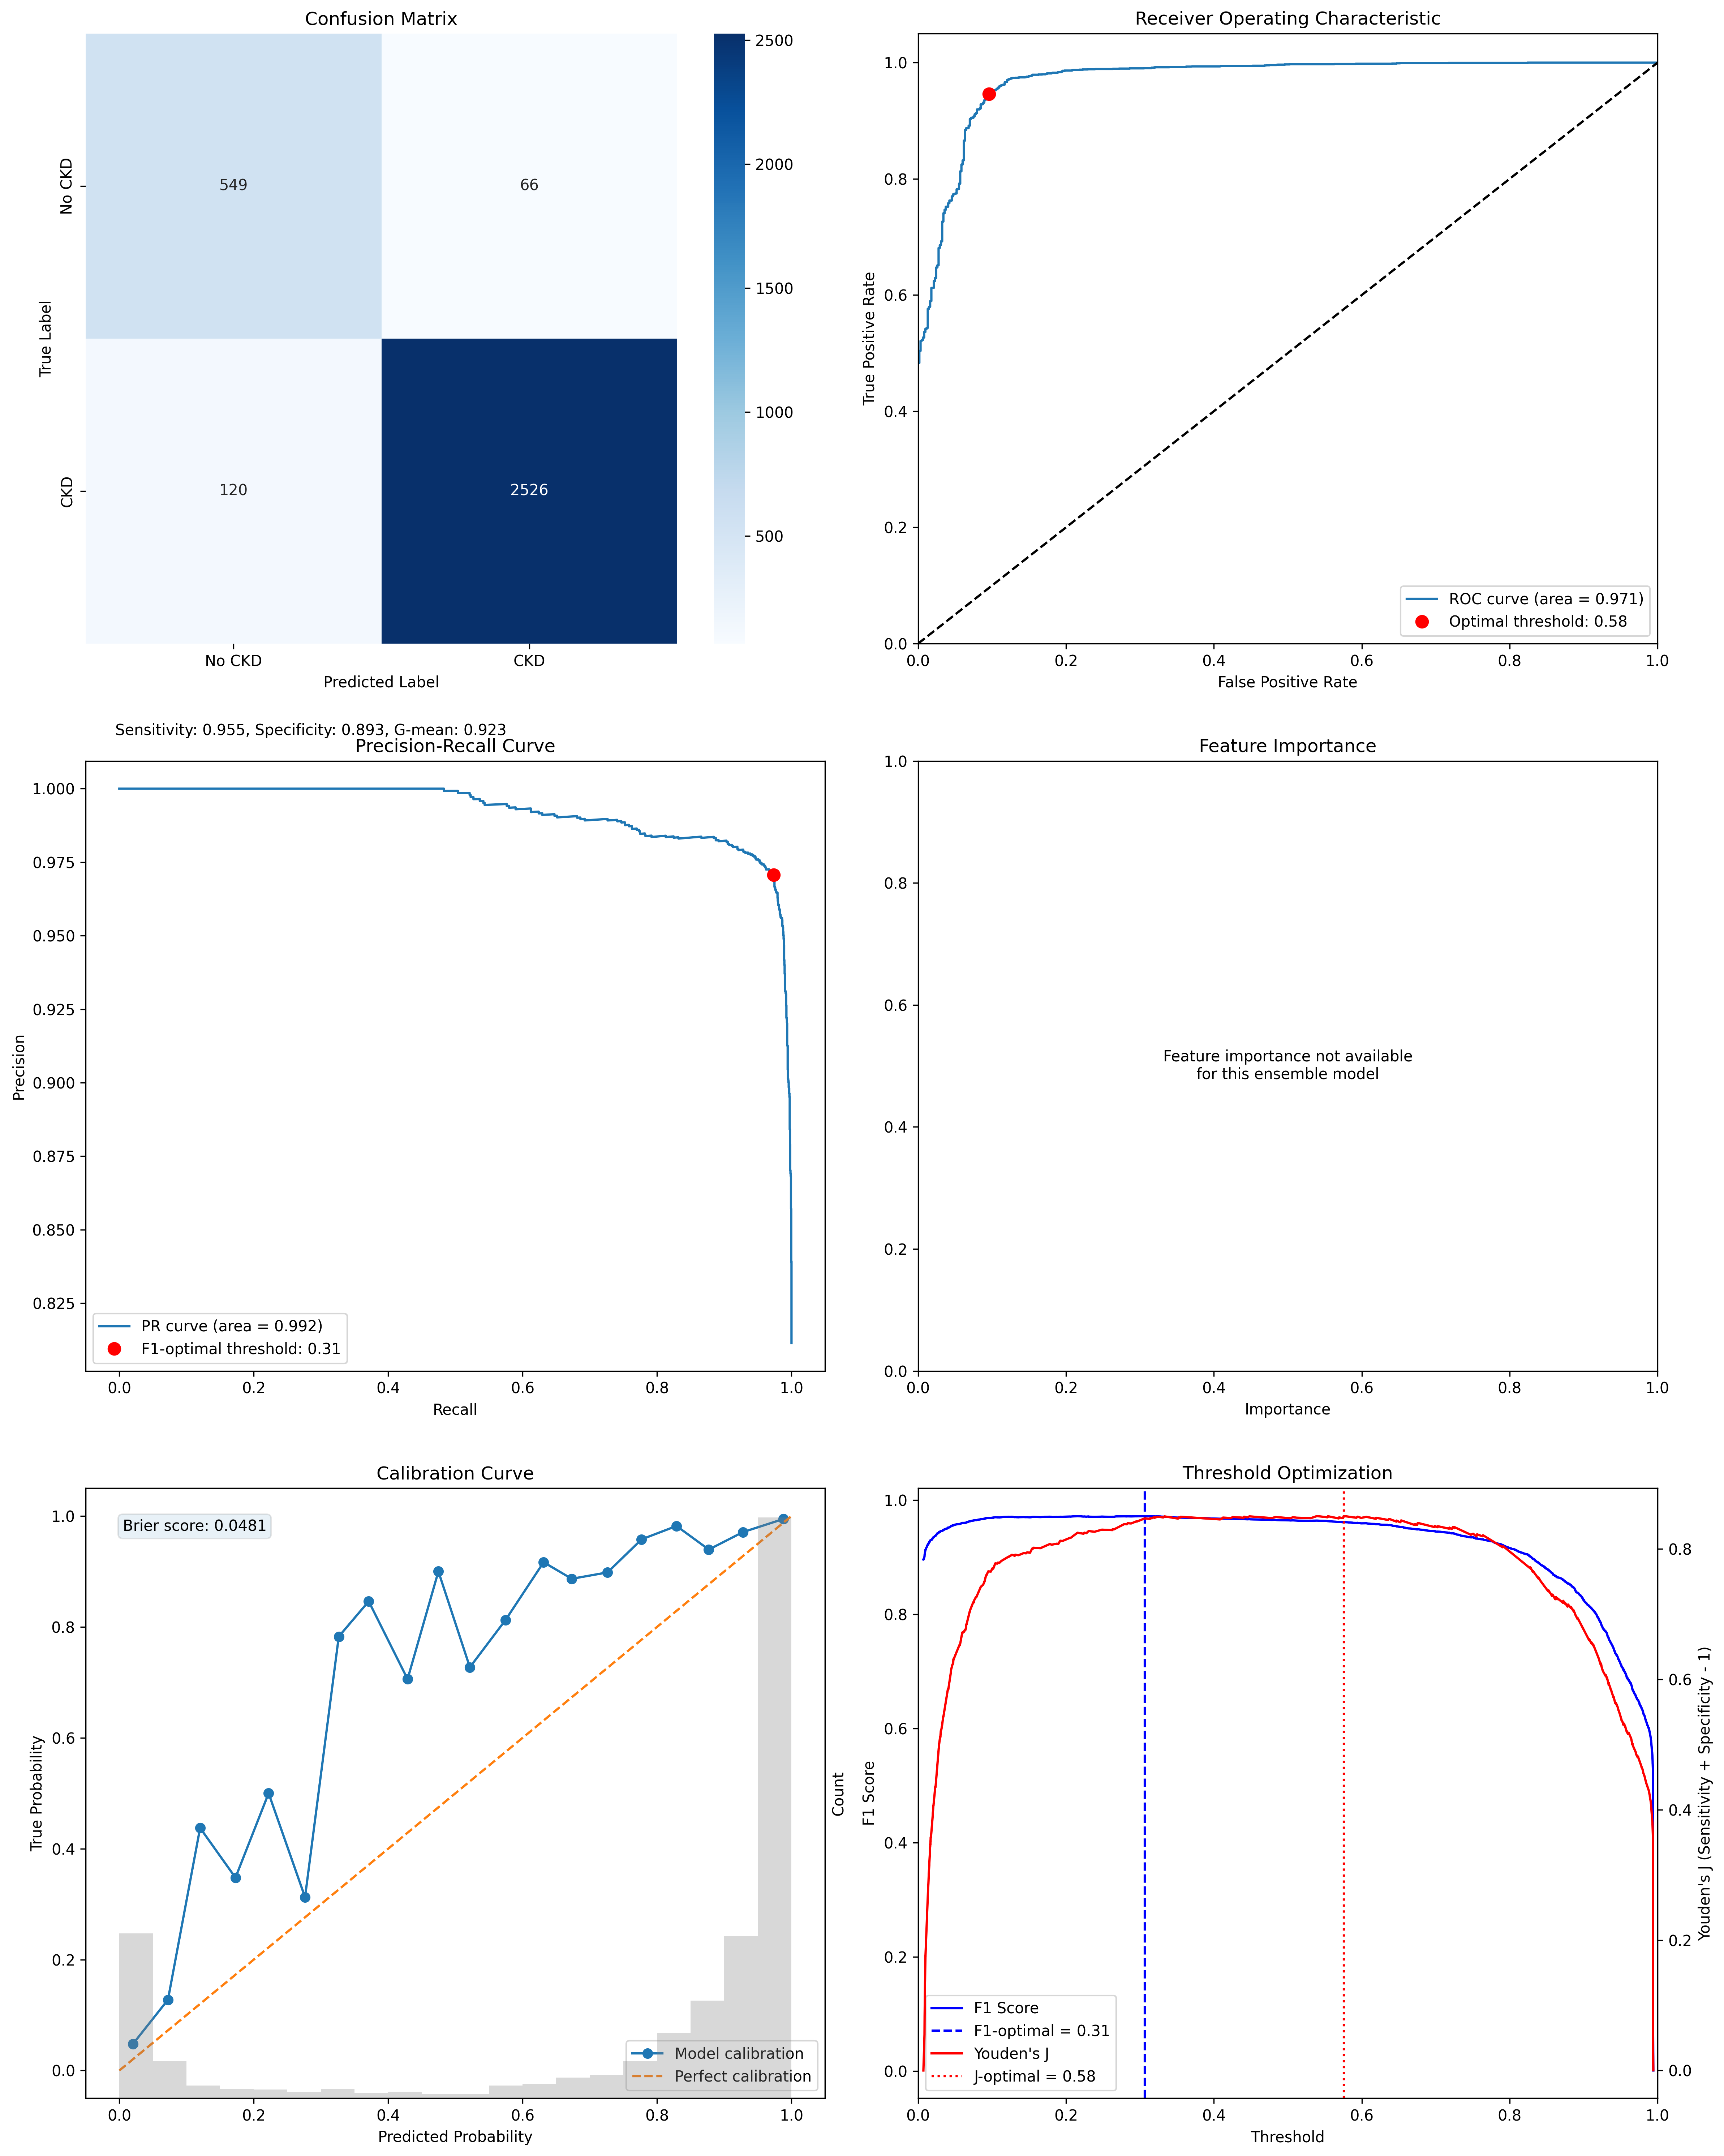 Confusion Matrix
No CKD
CKD
True Label
549
66
120
2526
No CKD
CKD
Predicted Label
2500
2000
1500
1000
500
Receiver Operating Characteristic
1.0
0.8
0.6
0.4
0.2
0.0
True Positive Rate
0.0
0.2
0.4
0.6
0.8
1.0
False Positive Rate
ROC curve (area = 0.971)
Optimal threshold: 0.58
Sensitivity: 0.955, Specificity: 0.893, G-mean: 0.923
Precision-Recall Curve
1.000
0.975
0.950
0.925
0.900
0.875
0.850
0.825
Precision
PR curve (area = 0.992)
F1-optimal threshold: 0.31
0.0
0.2
0.4
0.6
0.8
1.0
Recall
Feature Importance
1.0
0.8
0.6
0.4
0.2
0.0
Feature importance not available
for this ensemble model
0.0
0.2
0.4
0.6
0.8
1.0
Importance
Calibration Curve
1.0
0.8
0.6
0.4
0.2
0.0
True Probability
Brier score: 0.0481
Model calibration
Perfect calibration
0.0
0.2
0.4
0.6
0.8
1.0
Predicted Probability
Count
Threshold Optimization
1.0
0.8
0.6
0.4
0.2
0.0
F1 Score
F1 Score
F1-optimal = 0.31
Youden's J
J-optimal = 0.58
0.0
0.2
0.4
0.6
0.8
1.0
Threshold
0.8
0.6
0.4
0.2
0.0
Youden's J (Sensitivity + Specificity - 1)